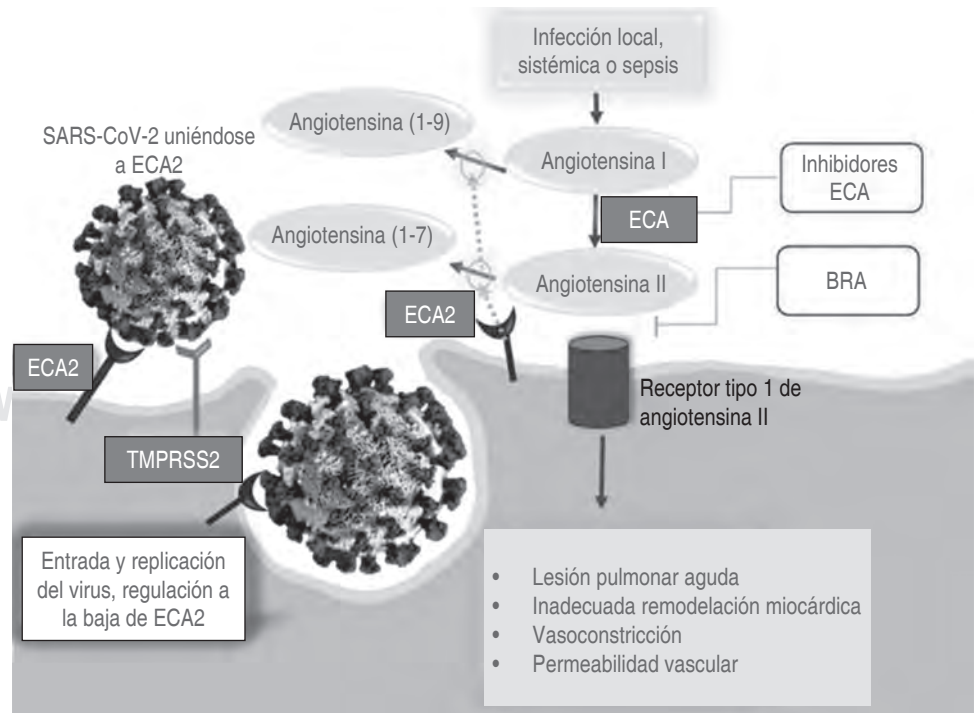 Infección local,
sistémica o sepsis
SARS-CoV-2 uniéndose
a ECA2
Angiotensina (1-9)
Angiotensina I
Inhibidores
ECA
ECA
Angiotensina (1-7)
Angiotensina II
BRA
ECA2
ECA2
Receptor tipo 1 de
angiotensina II
TMPRSS2
Entrada y replicación
del virus, regulación a
la baja de ECA2
• Lesión pulmonar aguda
• Inadecuada remodelación miocárdica
• Vasoconstricción
• Permeabilidad vascular